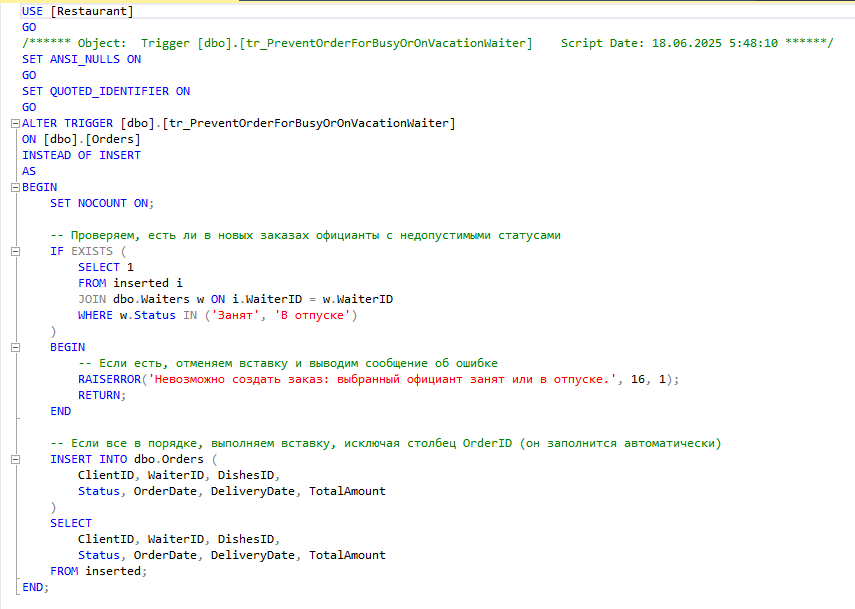 USE [Restaurant]
GO
/****** Object:  Trigger [dbo].[tr_PreventOrderForBusyOrOnVacationWaiter]    Script Date: 18.06.2025 5:48:10 ******/
SET ANSI_NULLS ON
GO
SET QUOTED_IDENTIFIER ON
GO
ALTER TRIGGER [dbo].[tr_PreventOrderForBusyOrOnVacationWaiter]
ON [dbo].[Orders]
INSTEAD OF INSERT
AS
BEGIN
    SET NOCOUNT ON;

    -- Проверяем, есть ли в новых заказах официанты с недопустимыми статусами
    IF EXISTS (
        SELECT 1
        FROM inserted i
        JOIN dbo.Waiters w ON i.WaiterID = w.WaiterID
        WHERE w.Status IN ('Занят', 'В отпуске')
    )
    BEGIN
        -- Если есть, отменяем вставку и выводим сообщение об ошибке
        RAISERROR('Невозможно создать заказ: выбранный официант занят или в отпуске.', 16, 1);
        RETURN;
    END

    -- Если все в порядке, выполняем вставку, исключая столбец OrderID (он заполнится автоматически)
    INSERT INTO dbo.Orders (
        ClientID, WaiterID, DishesID,
        Status, OrderDate, DeliveryDate, TotalAmount
    )
    SELECT
        ClientID, WaiterID, DishesID,
        Status, OrderDate, DeliveryDate, TotalAmount
    FROM inserted;
END;